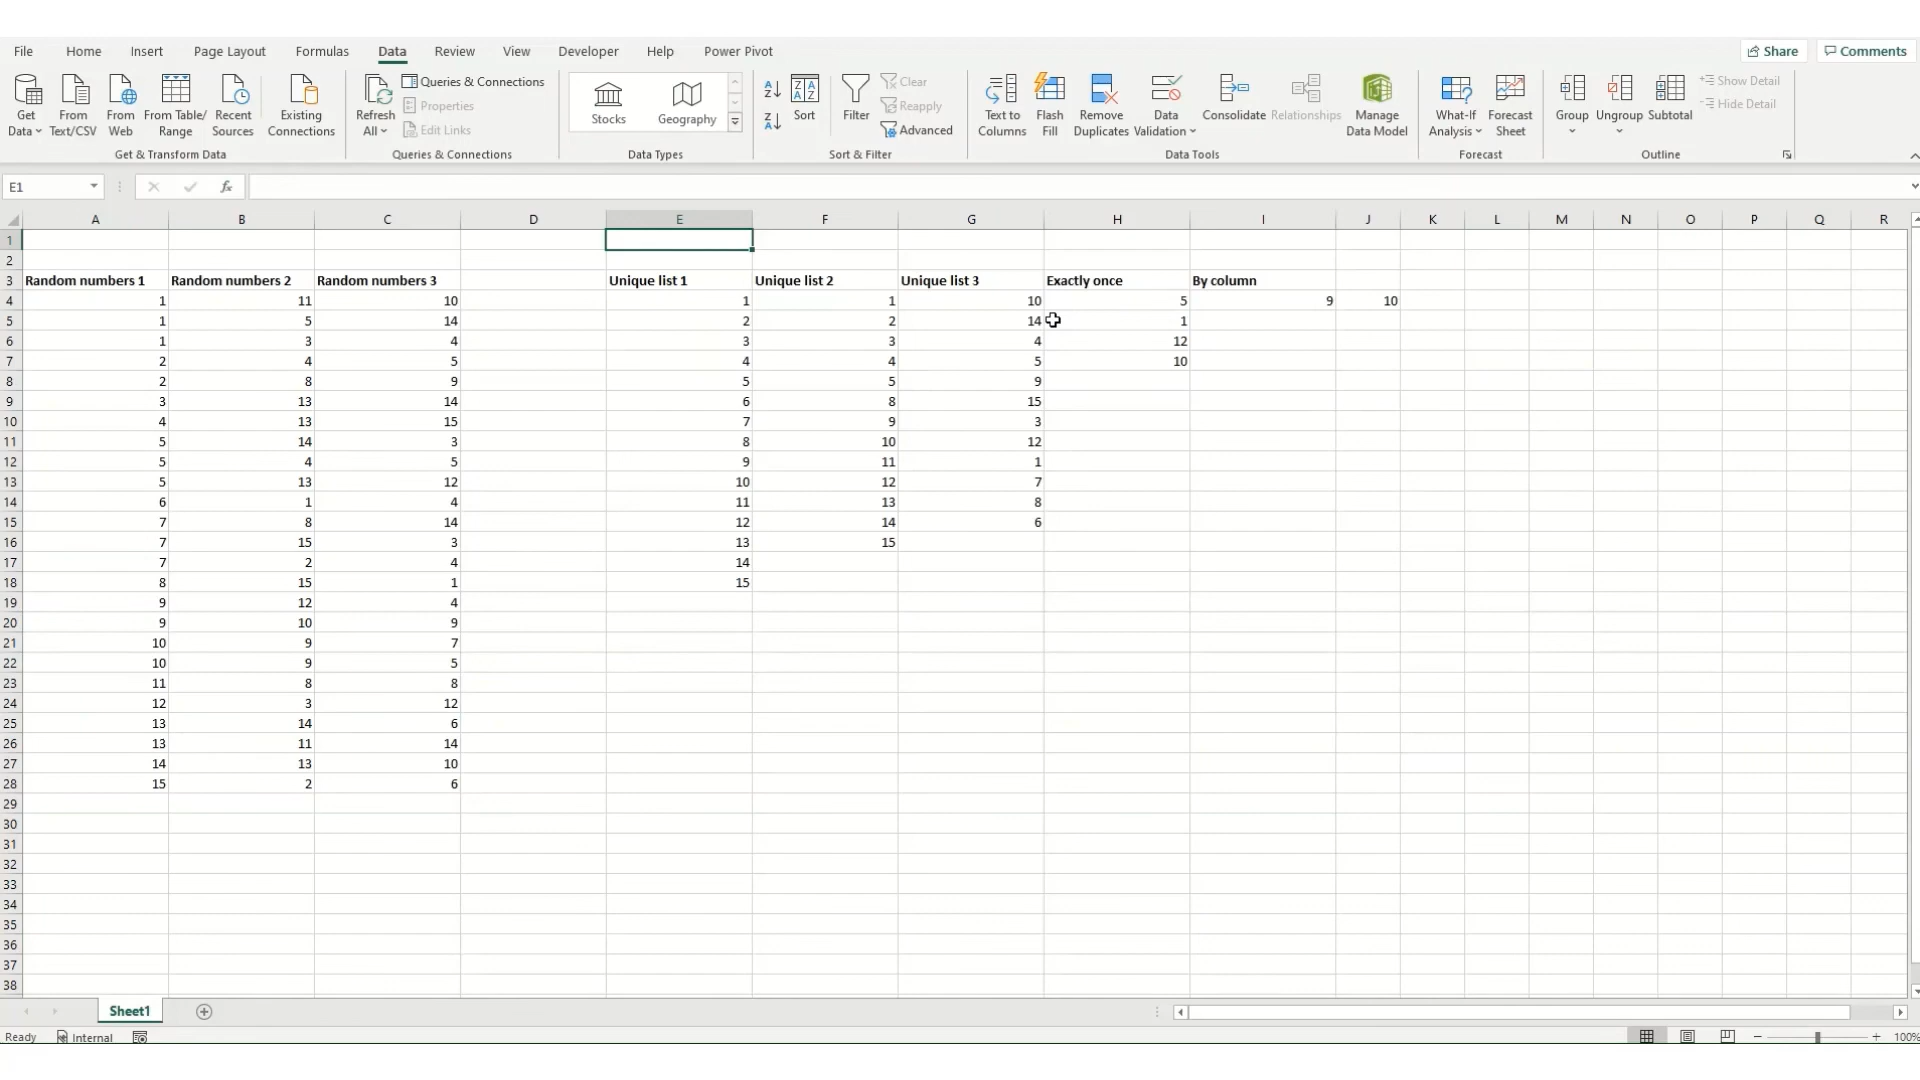 File Home Insert Page Layout Formulas Data Review View Developer Help Power Pivot Share Comments
Get Data From Text/CSV From Web From Table/ Range Recent Sources Existing Connections
Get & Transform Data
Refresh All Queries & Connections Properties Edit Links
Queries & Connections
Stocks Geography
Data Types
Sort Filter Clear Reapply Advanced
Sort & Filter
Text to Columns Flash Fill Remove Duplicates Data Validation Consolidate Relationships Manage Data Model
Data Tools
What-If Analysis Forecast Sheet
Forecast
Group Ungroup Subtotal Show Detail Hide Detail
Outline
E1 fx
A B C D E F G H I J K L M N O P Q R
1
2
3 Random numbers 1 Random numbers 2 Random numbers 3 Unique list 1 Unique list 2 Unique list 3 Exactly once By column
4 1 11 10 1 1 10 5 9 10
5 1 5 14 2 2 14 1
6 1 3 4 3 3 4 12
7 2 4 5 4 4 5 10
8 2 8 9 5 5 9
9 3 13 14 6 8 15
10 4 13 15 7 9 3
11 5 14 3 8 10 12
12 5 4 5 9 11 1
13 5 13 12 10 12 7
14 6 1 4 11 13 8
15 7 8 14 12 14 6
16 7 15 3 13 15
17 7 2 4 14
18 8 15 1 15
19 9 12 4
20 9 10 9
21 10 9 7
22 10 9 5
23 11 8 8
24 12 3 12
25 13 14 6
26 13 11 14
27 14 13 10
28 15 2 6
29
30
31
32
33
34
35
36
37
38
Sheet1
Ready Internal 100%